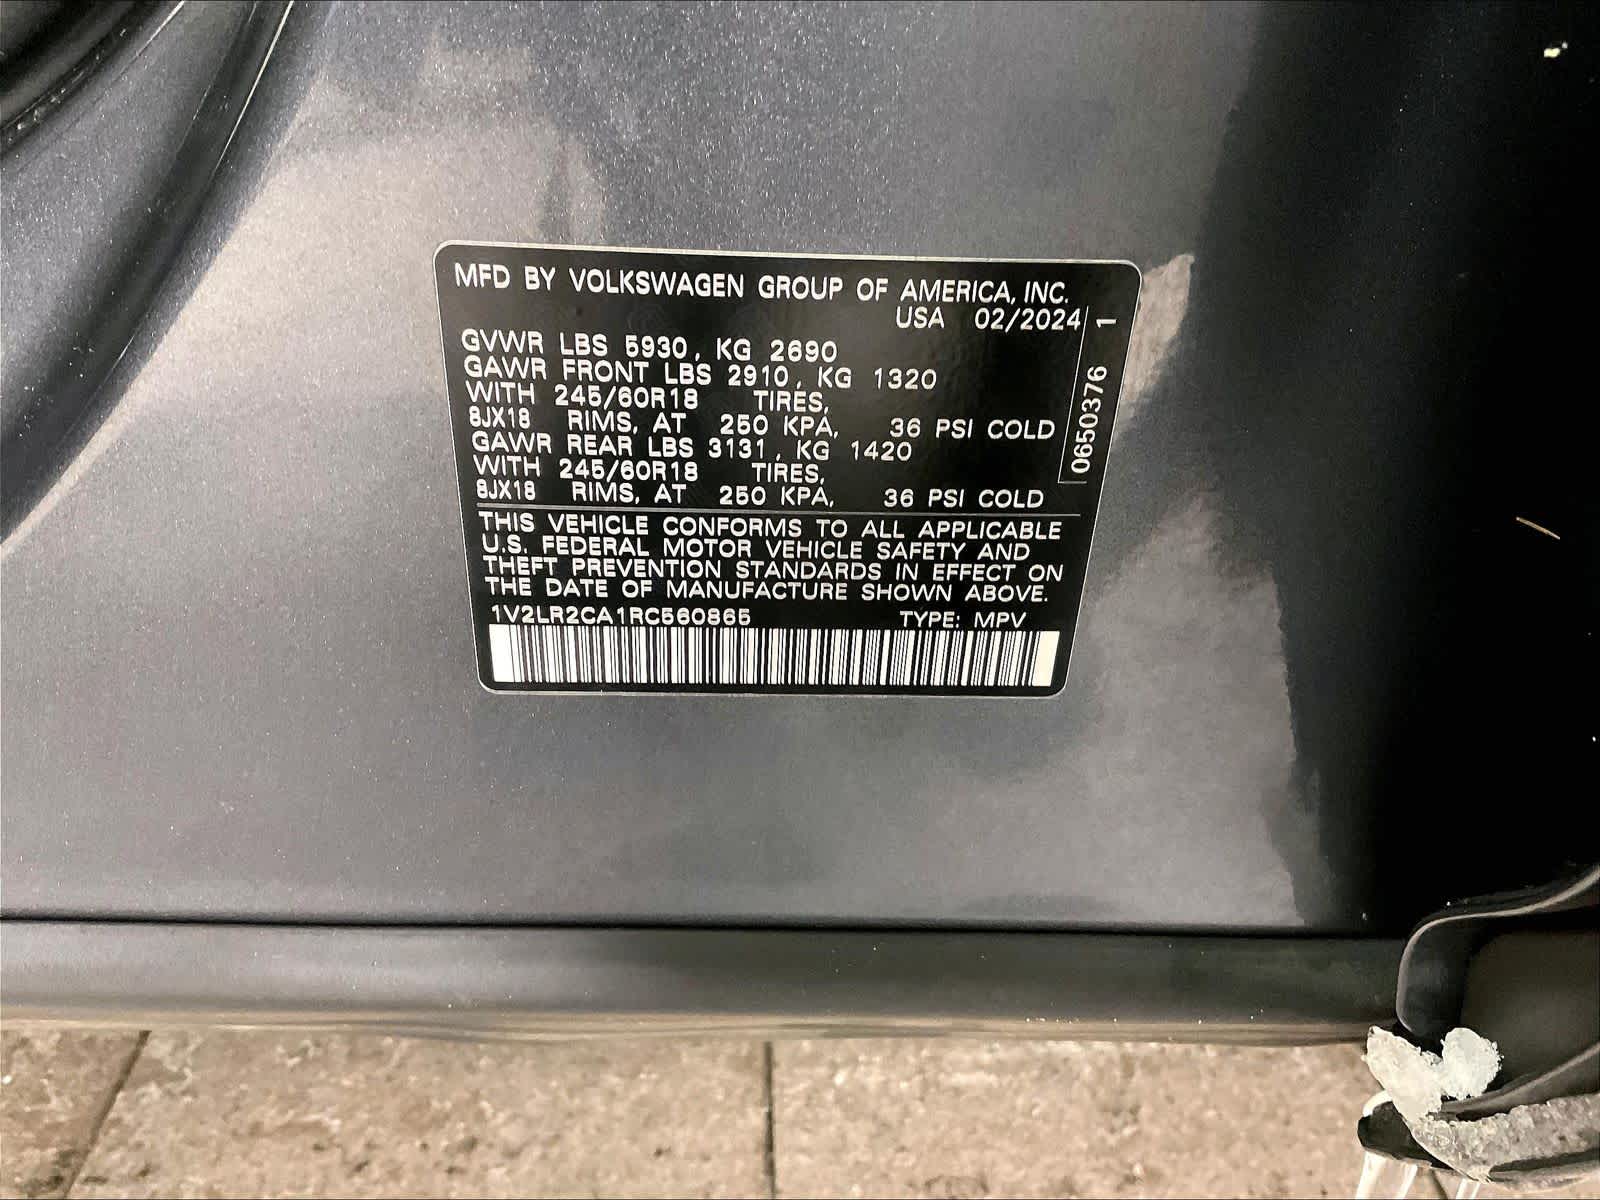 MFD BY VOLKSWAGEN GROUP OF AMERICA, INC.
USA 02/2024
GVWR LBS 5930, KG 2690
GAWR FRONT LBS 2910, KG 1320
WITH 245/60R18 TIRES,
8JX18 RIMS, AT 250 KPA, 36 PSI COLD
GAWR REAR LBS 3131, KG 1420
WITH 245/60R18 TIRES,
8JX18 RIMS, AT 250 KPA, 36 PSI COLD
THIS VEHICLE CONFORMS TO ALL APPLICABLE
U.S. FEDERAL MOTOR VEHICLE SAFETY AND
THEFT PREVENTION STANDARDS IN EFFECT ON
THE DATE OF MANUFACTURE SHOWN ABOVE.
1V2LR2CA1RC560865 TYPE: MPV
0650376 1